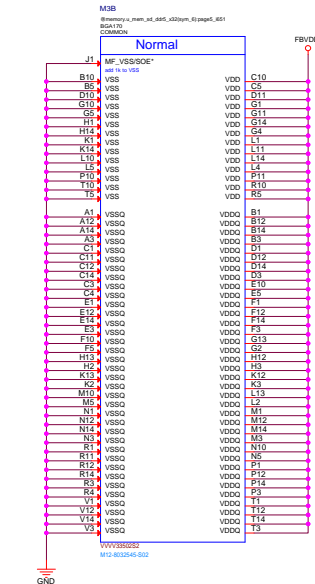 M3B
@memory.u_mem_sd_ddr5_x32(sym_6):page5_i651
BGA170
COMMON
Normal
FBVDD
J1 MF_VSS/SOE*
add 1k to VSS
B10 VSS VDD C10
B5 VSS VDD C5
D10 VSS VDD D11
G10 VSS VDD G1
G5 VSS VDD G11
H1 VSS VDD G14
H14 VSS VDD G4
K1 VSS VDD L1
K14 VSS VDD L11
L10 VSS VDD L14
L5 VSS VDD L4
P10 VSS VDD P11
T10 VSS VDD R10
T5 VSS VDD R5
A1 VSSQ VDDQ B1
A12 VSSQ VDDQ B12
A14 VSSQ VDDQ B14
A3 VSSQ VDDQ B3
C1 VSSQ VDDQ D1
C11 VSSQ VDDQ D12
C12 VSSQ VDDQ D14
C14 VSSQ VDDQ D3
C3 VSSQ VDDQ E10
C4 VSSQ VDDQ E5
E1 VSSQ VDDQ F1
E12 VSSQ VDDQ F12
E14 VSSQ VDDQ F14
E3 VSSQ VDDQ F3
F10 VSSQ VDDQ G13
F5 VSSQ VDDQ G2
H13 VSSQ VDDQ H12
H2 VSSQ VDDQ H3
K13 VSSQ VDDQ K12
K2 VSSQ VDDQ K3
M10 VSSQ VDDQ L13
M5 VSSQ VDDQ L2
N1 VSSQ VDDQ M1
N12 VSSQ VDDQ M12
N14 VSSQ VDDQ M14
N3 VSSQ VDDQ M3
R1 VSSQ VDDQ N10
R11 VSSQ VDDQ N5
R12 VSSQ VDDQ P1
R14 VSSQ VDDQ P12
R3 VSSQ VDDQ P14
R4 VSSQ VDDQ P3
V1 VSSQ VDDQ T1
V12 VSSQ VDDQ T12
V14 VSSQ VDDQ T14
V3 VSSQ VDDQ T3
VVVV33502S2
M12-6032545-S02
GND